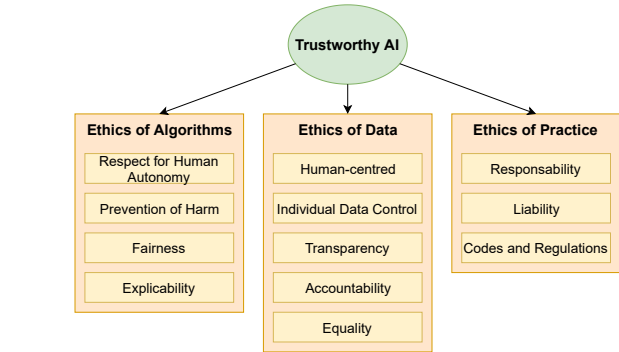 Trustworthy AI
Ethics of Algorithms
Respect for Human
Autonomy
Prevention of Harm
Fairness
Explicability
Ethics of Data
Human-centred
Individual Data Control
Transparency
Accountability
Equality
Ethics of Practice
Responsability
Liability
Codes and Regulations